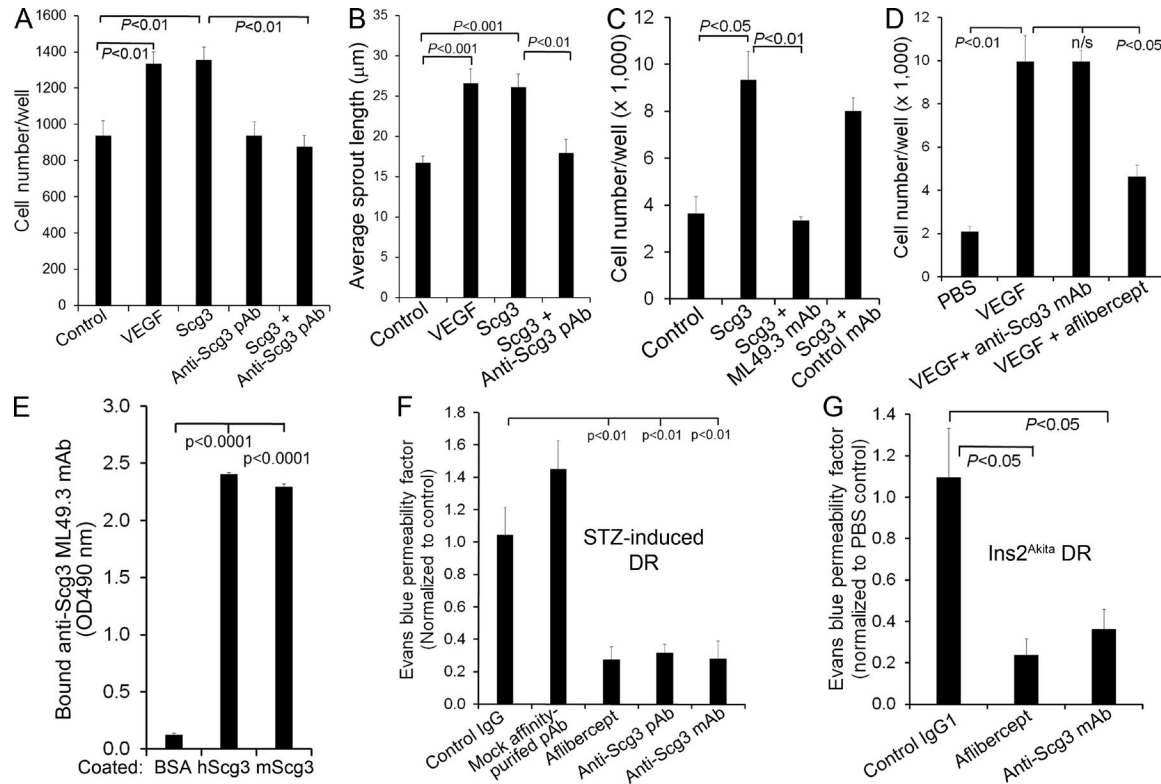 A
P<0.01
P<0.01
P<0.01
Cell number/well
1600
1400
1200
1000
800
600
400
200
0
Control
VEGF
Scg3
Anti-Scg3 pAb
Scg3 +
Anti-Scg3 pAb
B
P<0.001
P<0.001
P<0.01
Average sprout length (µm)
35
30
25
20
15
10
5
0
Control
VEGF
Scg3
Scg3 +
Anti-Scg3 pAb
C
P<0.05
P<0.01
Cell number/well (x 1,000)
12
10
8
6
4
2
0
Control
Scg3
Scg3 +
ML49.3 mAb
Scg3 +
Control mAb
D
P<0.01
n/s
P<0.05
Cell number/well (x 1,000)
12
10
8
6
4
2
0
PBS
VEGF
VEGF+ anti-Scg3 mAb
VEGF + aflibercept
E
p<0.0001
p<0.0001
Bound anti-Scg3 ML49.3 mAb
(OD490 nm)
3.0
2.5
2.0
1.5
1.0
0.5
0.0
Coated: BSA hScg3 mScg3
F
p<0.01 p<0.01 p<0.01
STZ-induced
DR
Evans blue permeability factor
(Normalized to control)
1.8
1.6
1.4
1.2
1.0
0.8
0.6
0.4
0.2
0.0
Control IgG
Mock affinity-
purifed pAb
Aflibercept
Anti-Scg3 pAb
Anti-Scg3 mAb
G
P<0.05
P<0.05
Ins2Akita DR
Evans blue permeability factor
(normalized to PBS control)
1.4
1.2
1.0
0.8
0.6
0.4
0.2
0.0
Control IgG1
Aflibercept
Anti-Scg3 mAb